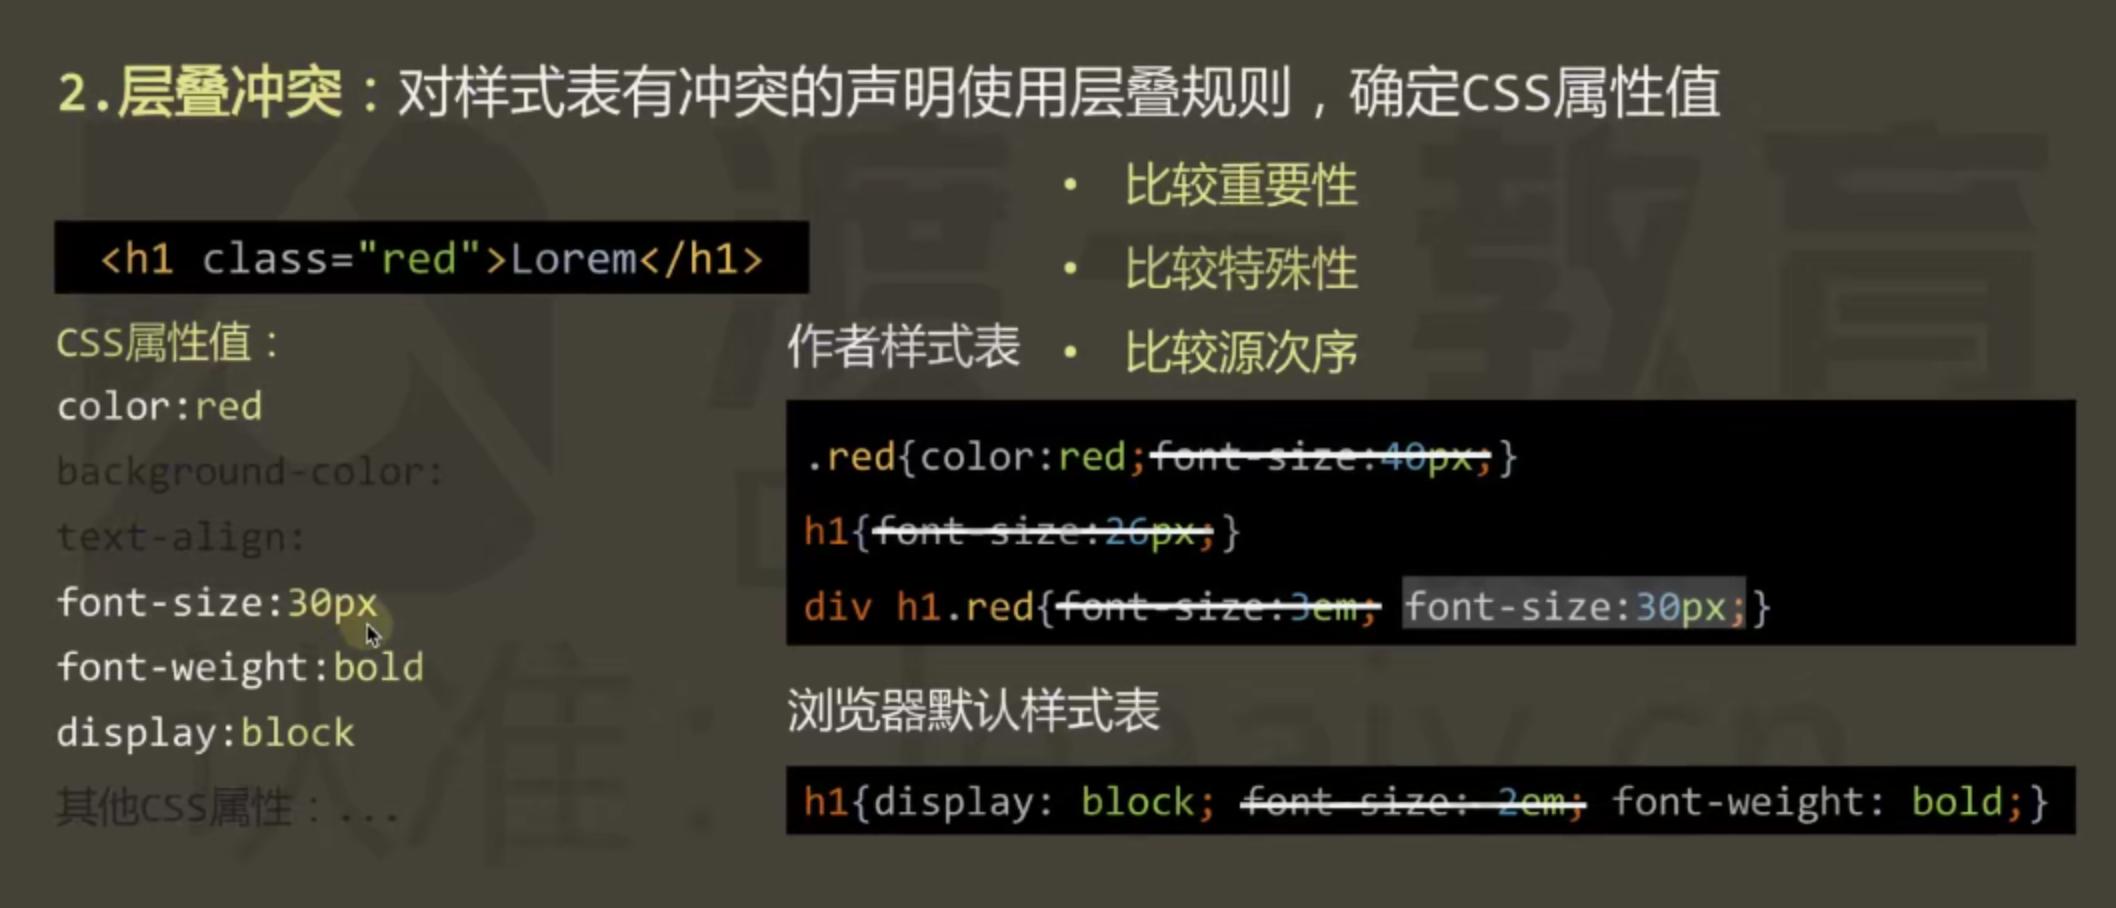 2.层叠冲突：对样式表有冲突的声明使用层叠规则，确定CSS属性值
• 比较重要性
• 比较特殊性
• 比较源次序
<h1 class="red">Lorem</h1>
CSS属性值：
color:red
background-color:
text-align:
font-size:30px
font-weight:bold
display:block
其他CSS属性：...
作者样式表
.red{color:red;font-size:40px;}
h1{font-size:26px;}
div h1.red{font-size:3em; font-size:30px;}
浏览器默认样式表
h1{display: block; font-size: 2em; font-weight: bold;}
渡一教育